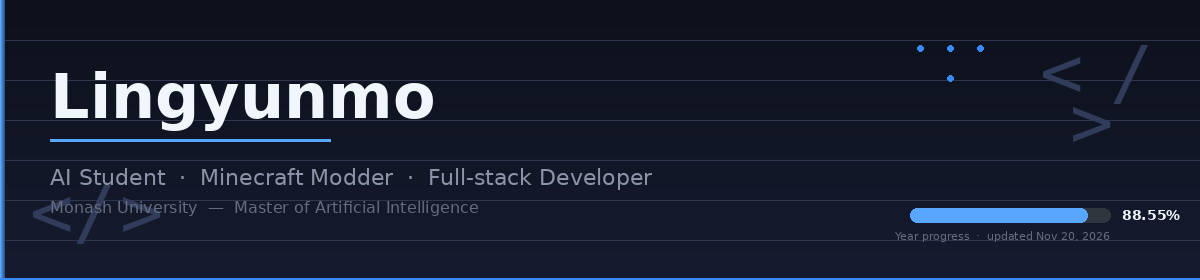 Lingyunmo
AI Student · Minecraft Modder · Full-stack Developer
Monash University — Master of Artificial Intelligence
</>
< /
>
88.55%
Year progress · updated Nov 20, 2026